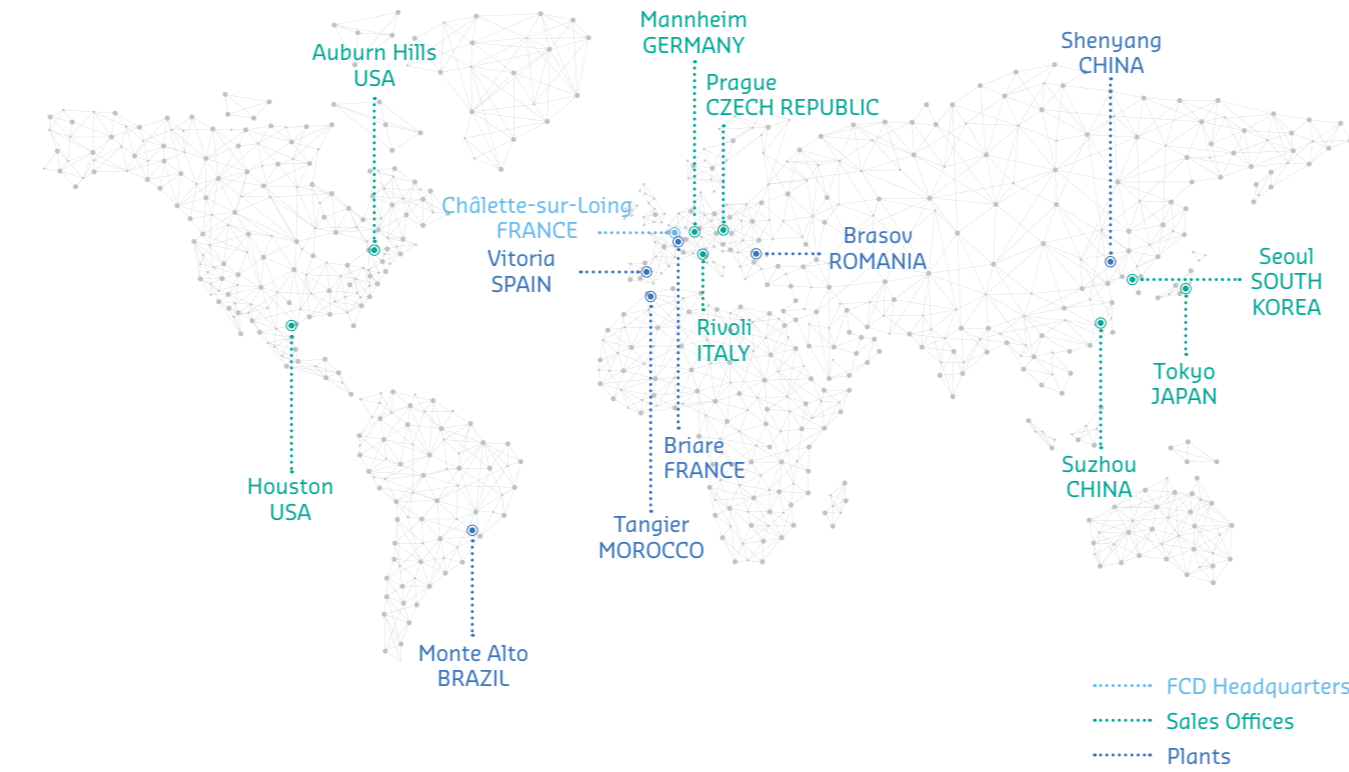 Mannheim
GERMANY
Auburn Hills
USA
Shenyang
CHINA
Prague
CZECH REPUBLIC
Châlette-sur-Loing
FRANCE
Vitoria
SPAIN
Brasov
ROMANIA
Seoul
SOUTH
KOREA
Rivoli
ITALY
Tokyo
JAPAN
Briare
FRANCE
Suzhou
CHINA
Houston
USA
Tangier
MOROCCO
Monte Alto
BRAZIL
FCD Headquarters
Sales Offices
Plants